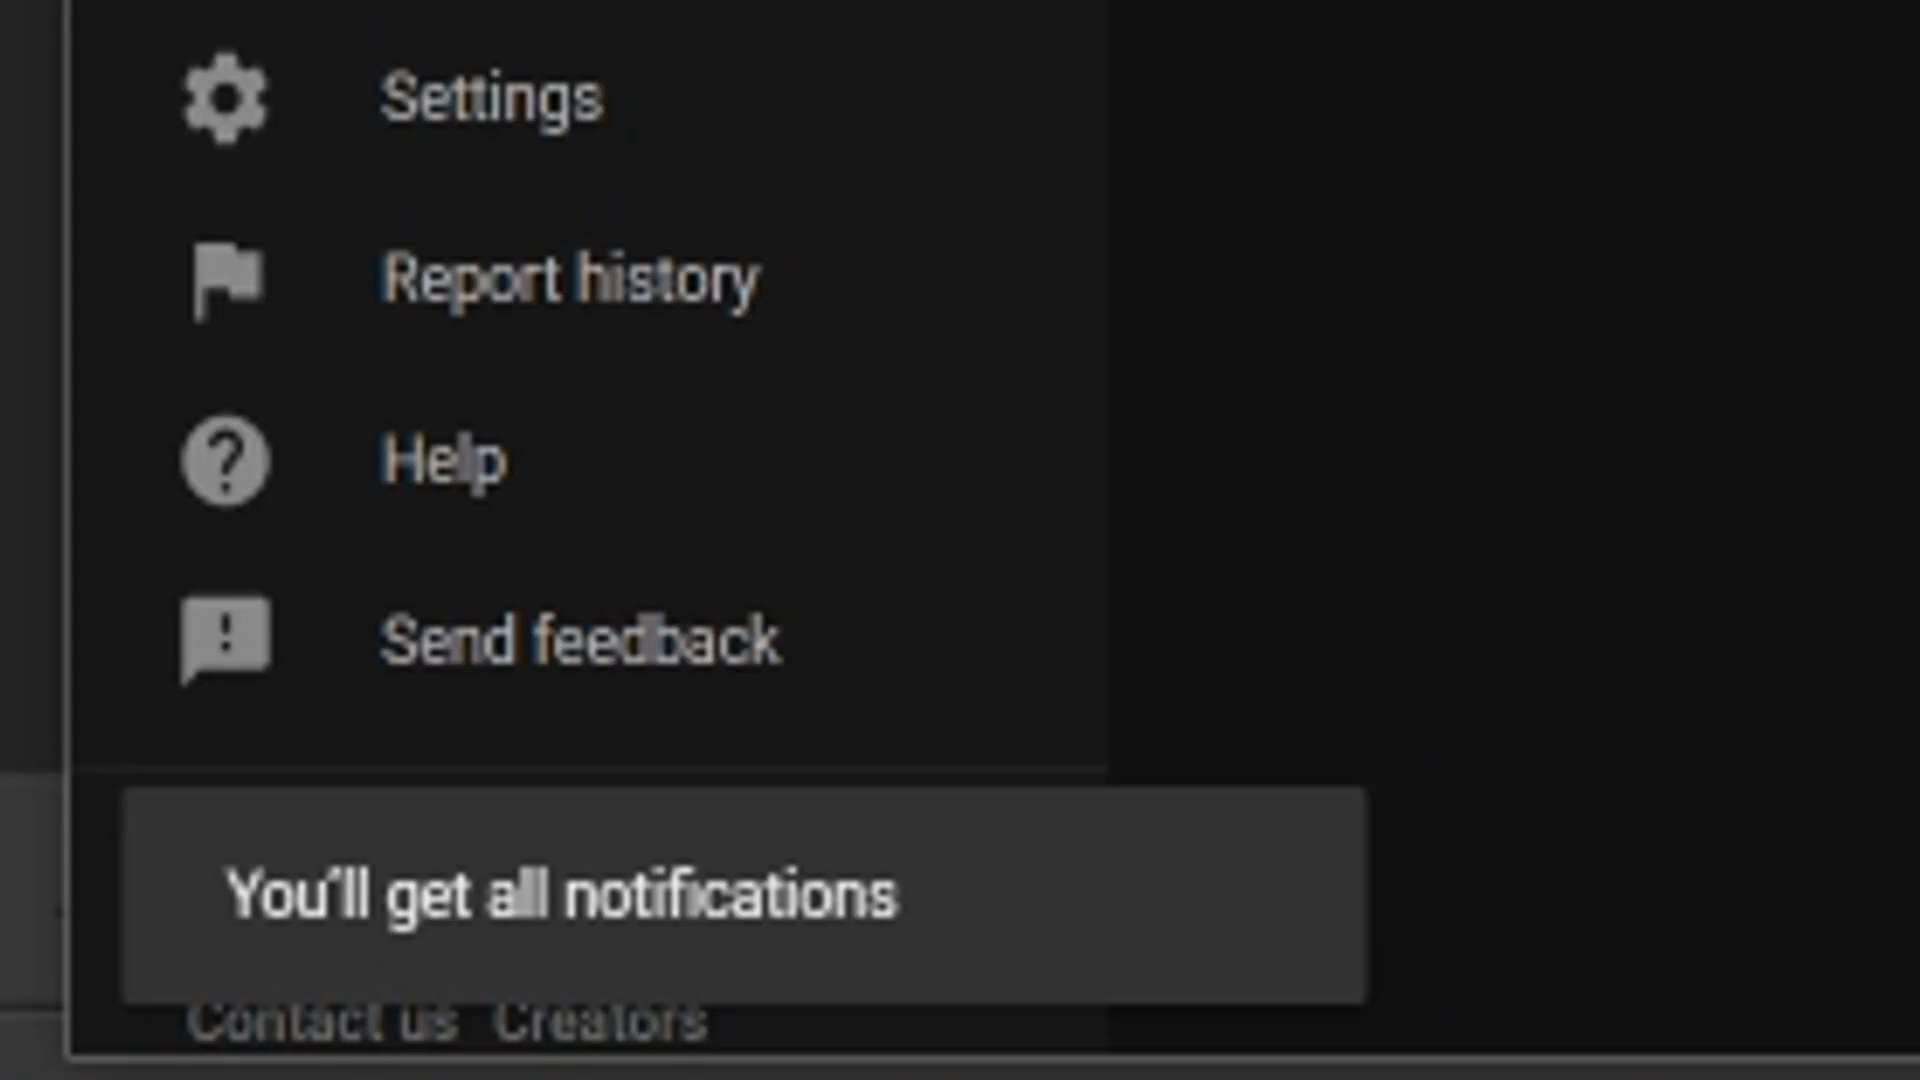 Settings
Report history
Help
Send feedback
You'll get all notifications
Contact us Creators